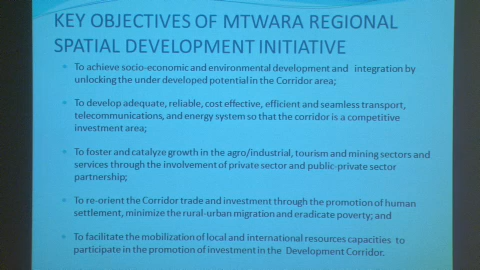 KEY OBJECTIVES OF MTWARA REGIONAL
SPATIAL DEVELOPMENT INITIATIVE
To achieve socio-economic and environmental development and integration by
unlocking the under developed potential in the Corridor area;
To develop adequate, reliable, cost effective, efficient and seamless transport,
telecommunications, and energy system so that the corridor is a competitive
investment area;
To foster and catalyze growth in the agro/industrial, tourism and mining sectors and
services through the involvement of private sector and public-private sector
partnership;
To re-orient the Corridor trade and investment through the promotion of human
settlement, minimize the rural-urban migration and eradicate poverty; and
To facilitate the mobilization of local and international resources capacities to
participate in the promotion of investment in the Development Corridor.